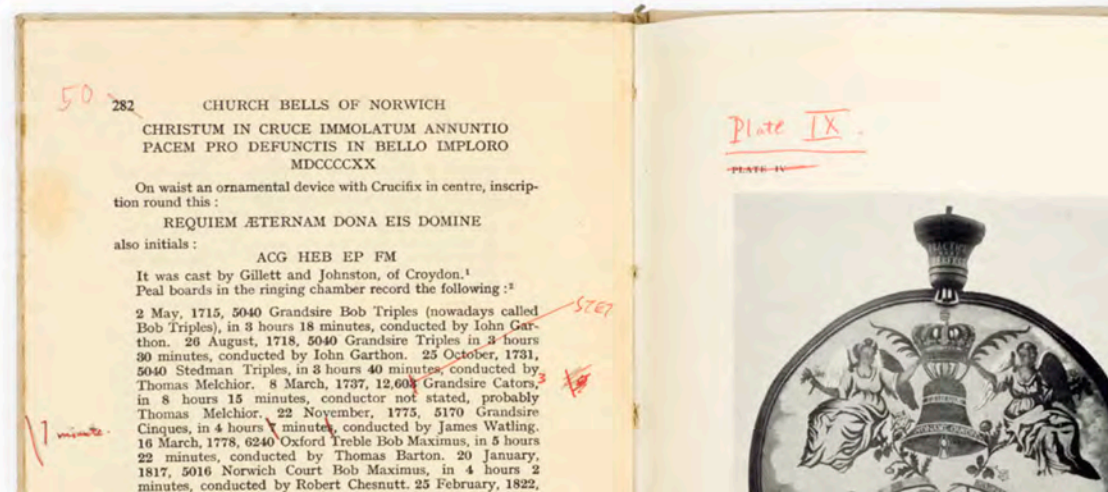 50
282 CHURCH BELLS OF NORWICH
CHRISTUM IN CRUCE IMMOLATUM ANNUNTIO
PACEM PRO DEFUNCTIS IN BELLO IMPLORO
MDCCCCXX
On waist an ornamental device with Crucifix in centre, inscrip-
tion round this :
REQUIEM ÆTERNAM DONA EIS DOMINE
also initials :
ACG HEB EP FM
It was cast by Gillett and Johnston, of Croydon.¹
Peal boards in the ringing chamber record the following :²
2 May, 1715, 5040 Grandsire Bob Triples (nowadays called
STET
Bob Triples), in 3 hours 18 minutes, conducted by Iohn Gar-
thon. 26 August, 1718, 5040 Grandsire Triples in 3 hours
30 minutes, conducted by Iohn Garthon. 25 October, 1731,
5040 Stedman Triples, in 3 hours 40 minutes, conducted by
Thomas Melchior. 8 March, 1737, Grandsire Cators,³
in 8 hours 15 minutes, conductor not stated, probably
Thomas Melchior. 22 November, 1775, 5170 Grandsire
Cinques, in 4 hours 7 minutes, conducted by James Watling.
1 minute.
16 March, 1778, 6240 Oxford Treble Bob Maximus, in 5 hours
22 minutes, conducted by Thomas Barton. 20 January,
1817, 5016 Norwich Court Bob Maximus, in 4 hours 2
minutes, conducted by Robert Chesnutt. 25 February, 1822,
Plate IX.
PLATE IV